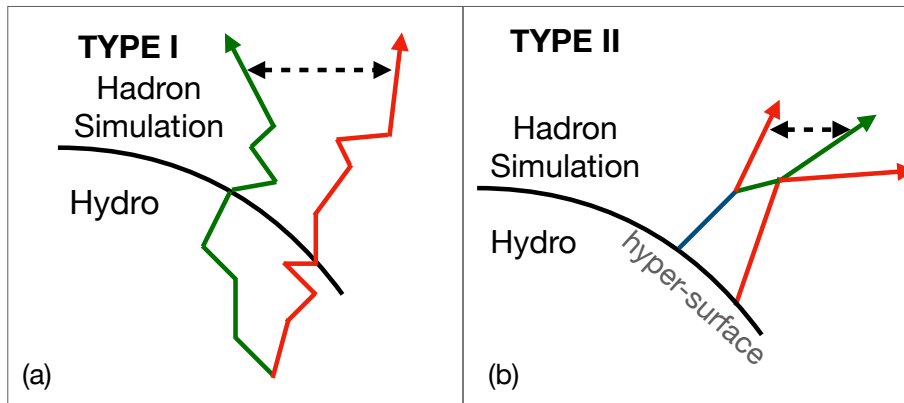 TYPE I
Hadron
Simulation
Hydro
(a)
TYPE II
Hadron
Simulation
Hydro
hyper-surface
(b)